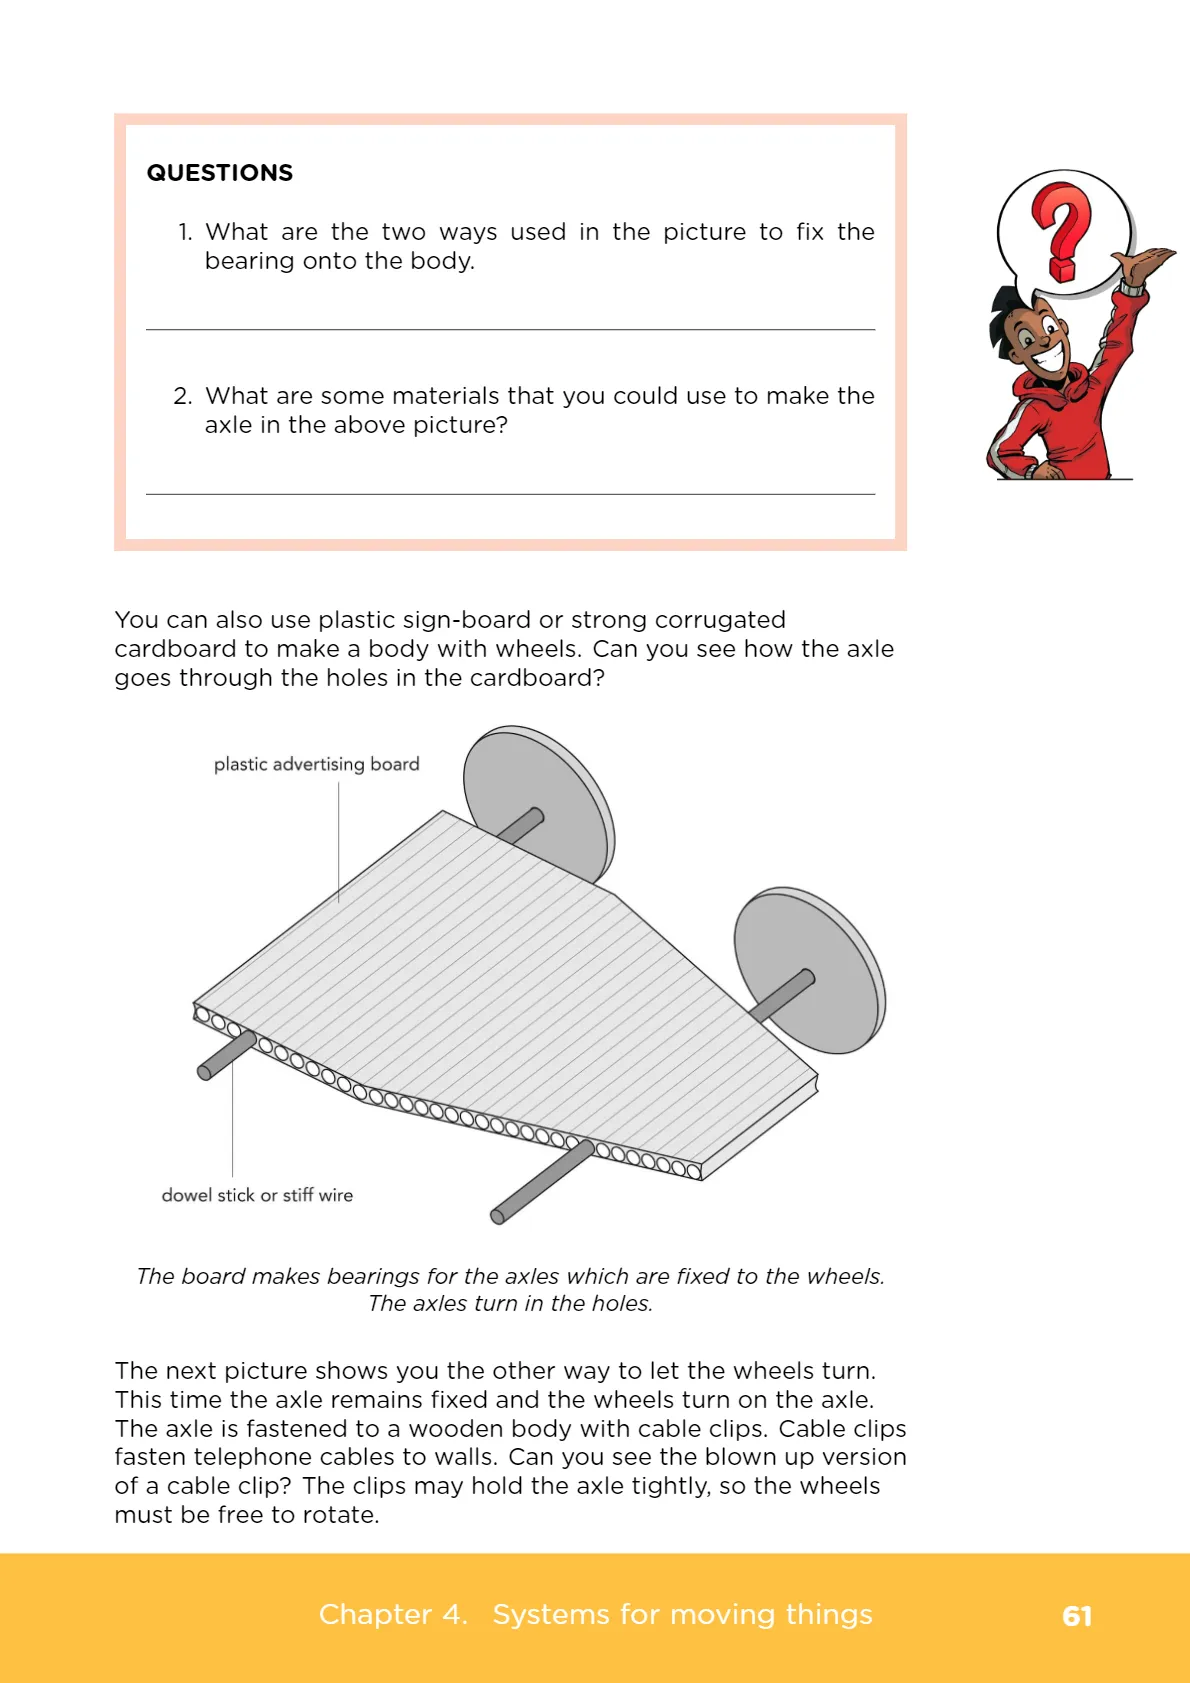 QUESTIONS
1. What are the two ways used in the picture to fix the
bearing onto the body.
2. What are some materials that you could use to make the
axle in the above picture?
?
You can also use plastic sign-board or strong corrugated
cardboard to make a body with wheels. Can you see how the axle
goes through the holes in the cardboard?
plastic advertising board
dowel stick or stiff wire
The board makes bearings for the axles which are fixed to the wheels.
The axles turn in the holes.
The next picture shows you the other way to let the wheels turn.
This time the axle remains fixed and the wheels turn on the axle.
The axle is fastened to a wooden body with cable clips. Cable clips
fasten telephone cables to walls. Can you see the blown up version
of a cable clip? The clips may hold the axle tightly, so the wheels
must be free to rotate.
Chapter 4. Systems for moving things 61